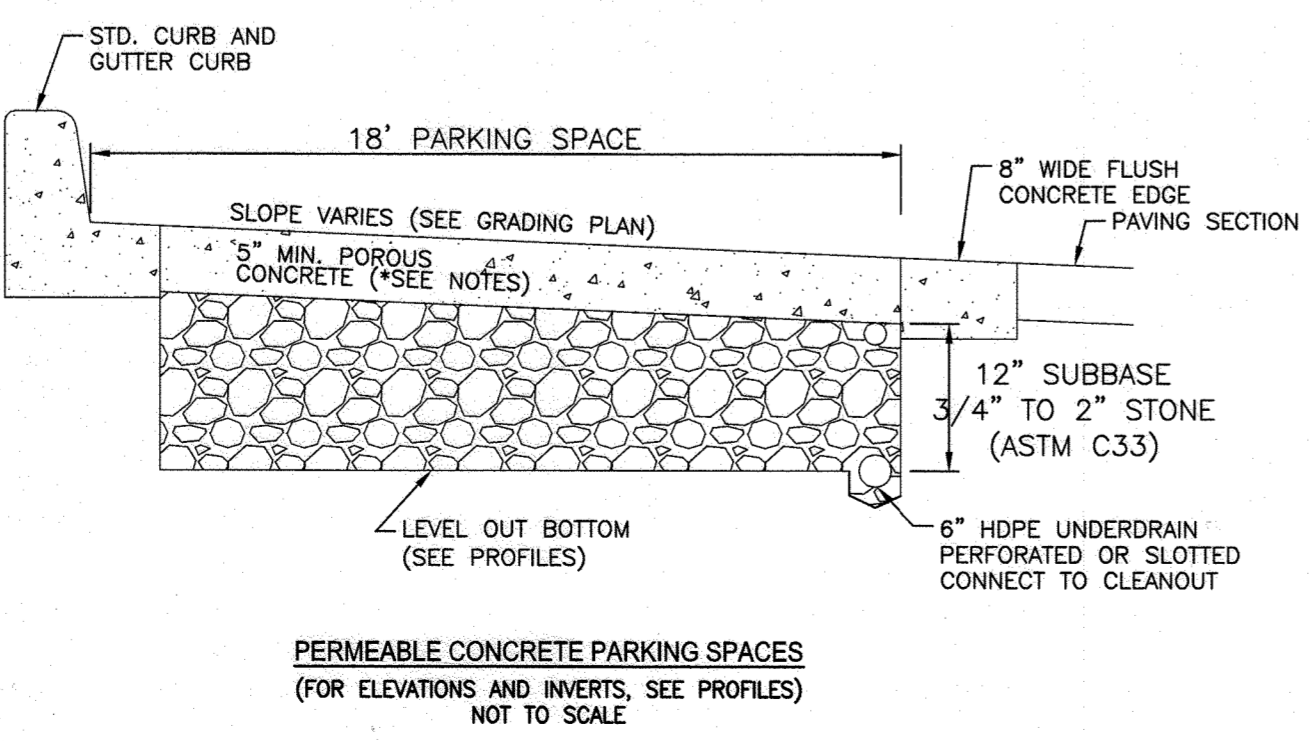 STD. CURB AND
GUTTER CURB
18' PARKING SPACE
8" WIDE FLUSH
CONCRETE EDGE
PAVING SECTION
SLOPE VARIES (SEE GRADING PLAN)
5" MIN. POROUS
CONCRETE (*SEE NOTES)
12" SUBBASE
3/4" TO 2" STONE
(ASTM C33)
LEVEL OUT BOTTOM
(SEE PROFILES)
6" HDPE UNDERDRAIN
PERFORATED OR SLOTTED
CONNECT TO CLEANOUT
PERMEABLE CONCRETE PARKING SPACES
(FOR ELEVATIONS AND INVERTS, SEE PROFILES)
NOT TO SCALE